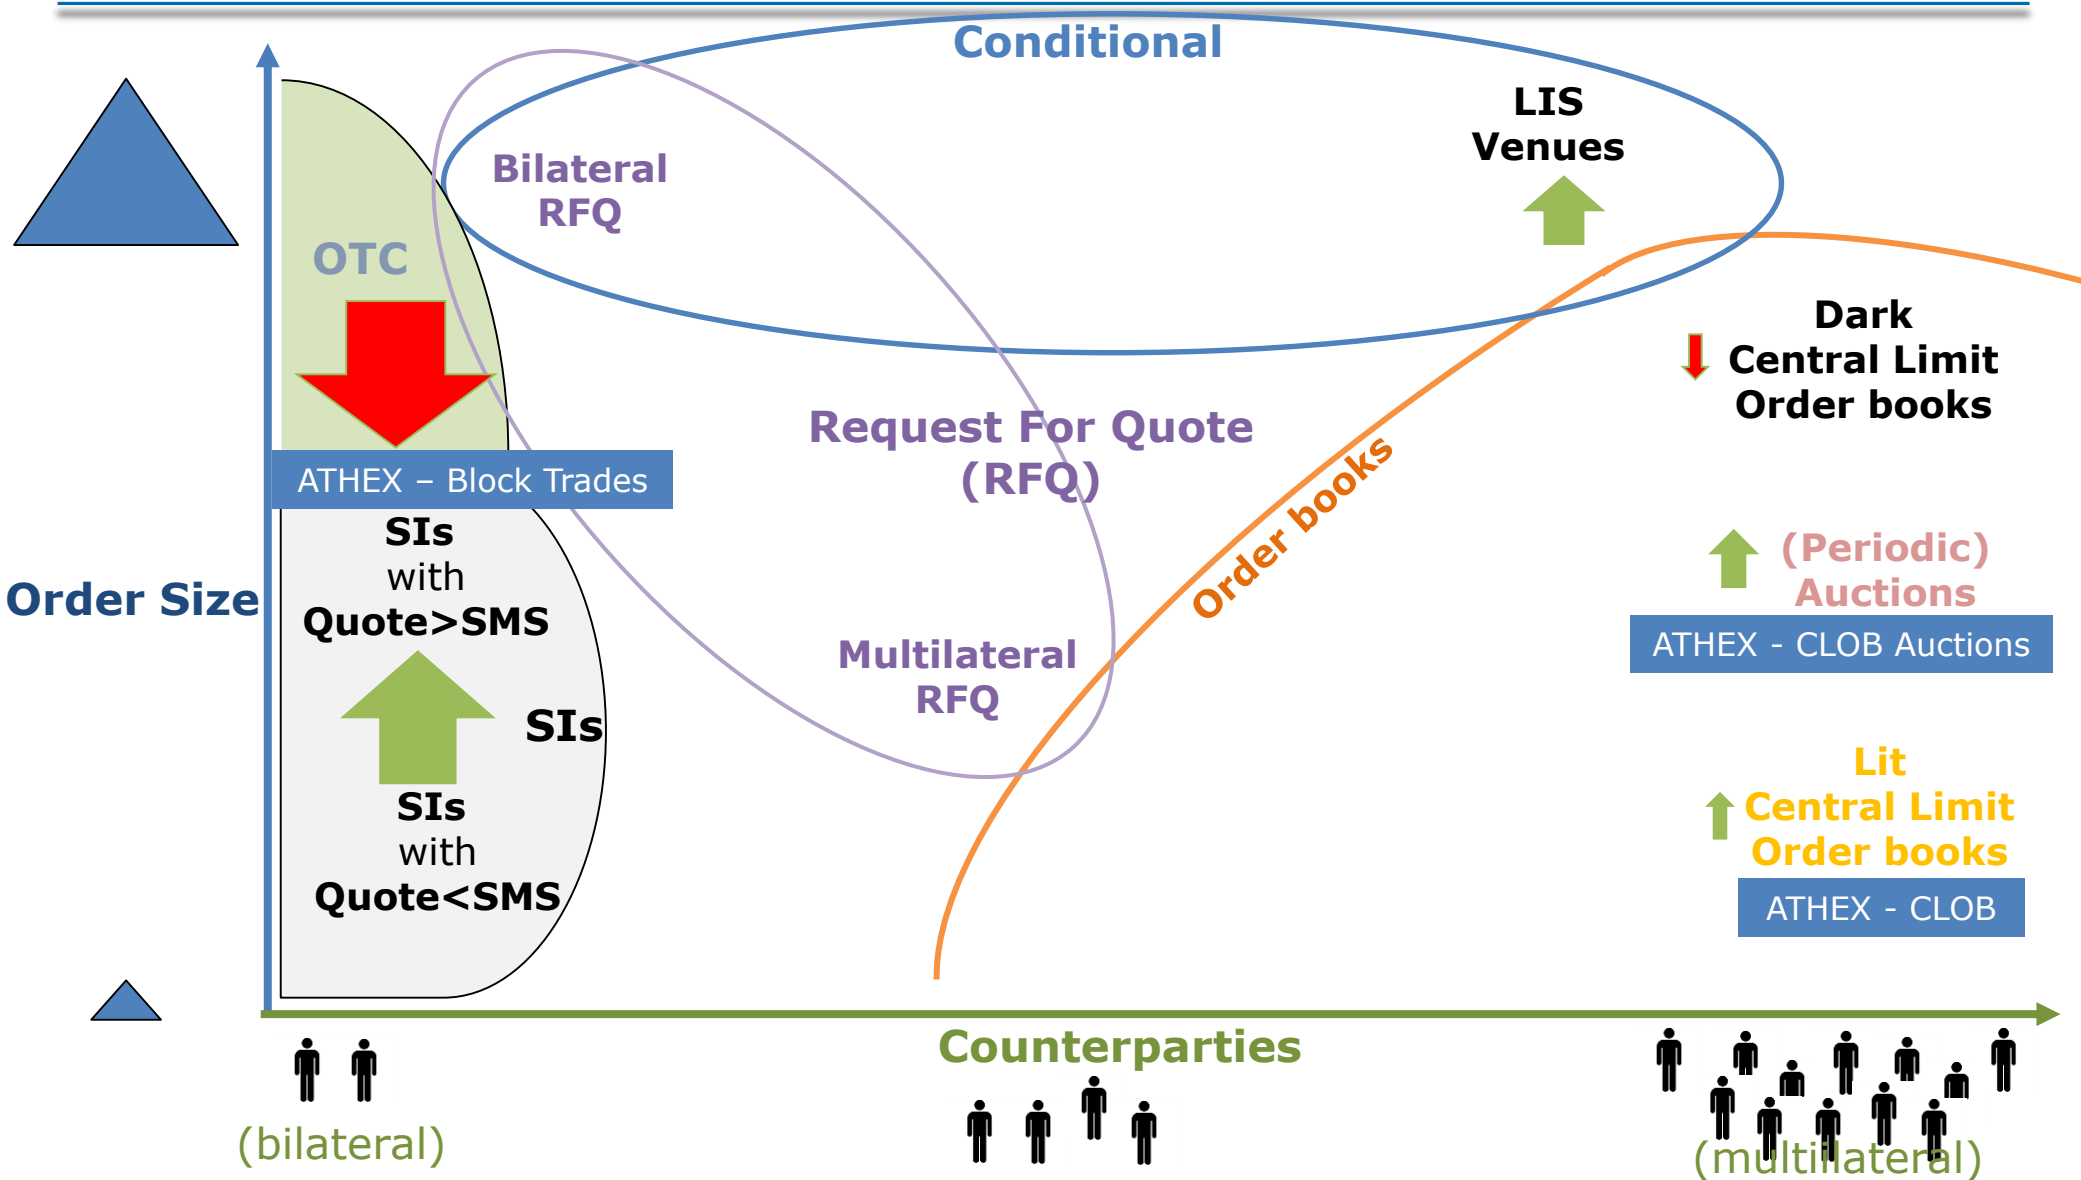 Conditional
LIS
Venues
Bilateral
RFQ
OTC
Dark
Central Limit
Order books
Request For Quote
(RFQ)
Order books
ATHEX – Block Trades
SIs
with
Quote>SMS
(Periodic)
Auctions
ATHEX - CLOB Auctions
Order Size
Multilateral
RFQ
SIs
SIs
with
Quote<SMS
Lit
Central Limit
Order books
ATHEX - CLOB
Counterparties
(bilateral)
(multilateral)